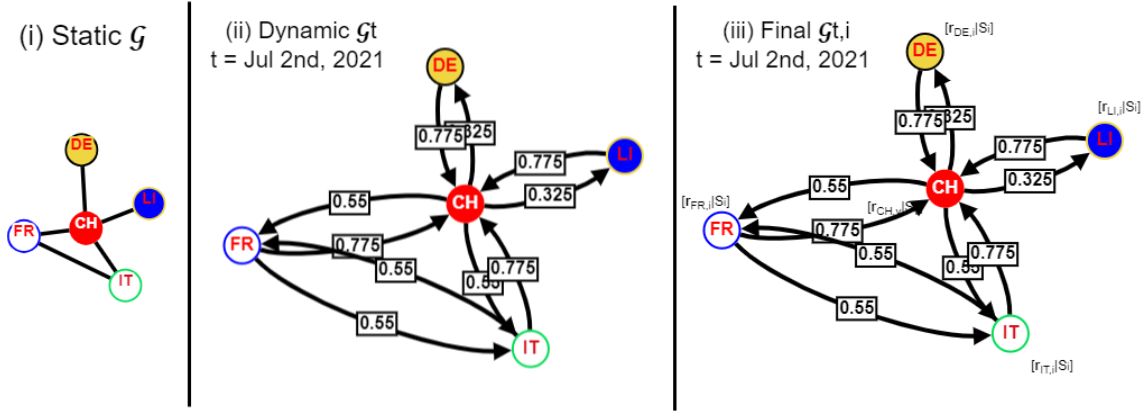 (i) Static 𝒢
DE
LI
CH
FR
IT
(ii) Dynamic 𝒢t
t = Jul 2nd, 2021
DE
0.775
0.325
LI
0.775
CH
0.325
0.55
FR
0.775
0.55
0.775
0.55
0.55
IT
(iii) Final 𝒢t,i
t = Jul 2nd, 2021
[rDE,i|Si]
DE
0.775
[rLI,i|Si]
LI
0.775
CH
0.325
0.55
[rFR,i|Si]
FR
0.775
0.55
0.775
0.55
IT
[rIT,i|Si]